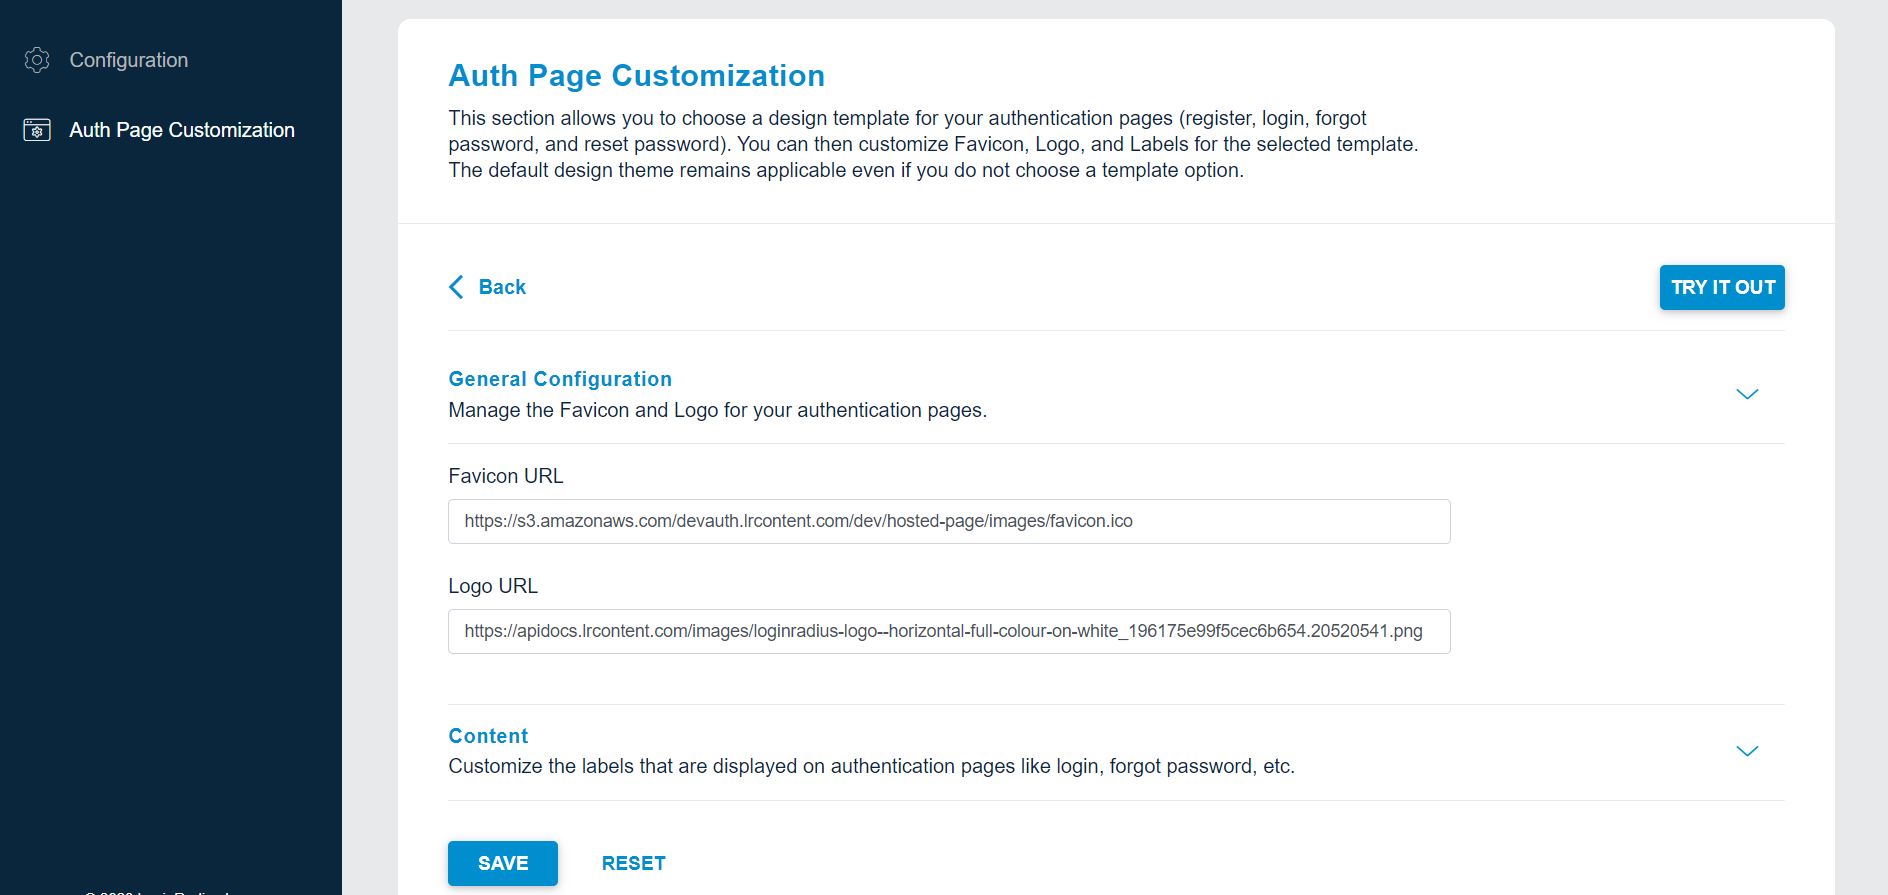 Configuration
Auth Page Customization
Auth Page Customization
This section allows you to choose a design template for your authentication pages (register, login, forgot
password, and reset password). You can then customize Favicon, Logo, and Labels for the selected template.
The default design theme remains applicable even if you do not choose a template option.
Back
TRY IT OUT
General Configuration
Manage the Favicon and Logo for your authentication pages.
Favicon URL
https://s3.amazonaws.com/devauth.lrcontent.com/dev/hosted-page/images/favicon.ico
Logo URL
https://apidocs.lrcontent.com/images/loginradius-logo--horizontal-full-colour-on-white_196175e99f5cec6b654.20520541.png
Content
Customize the labels that are displayed on authentication pages like login, forgot password, etc.
SAVE
RESET